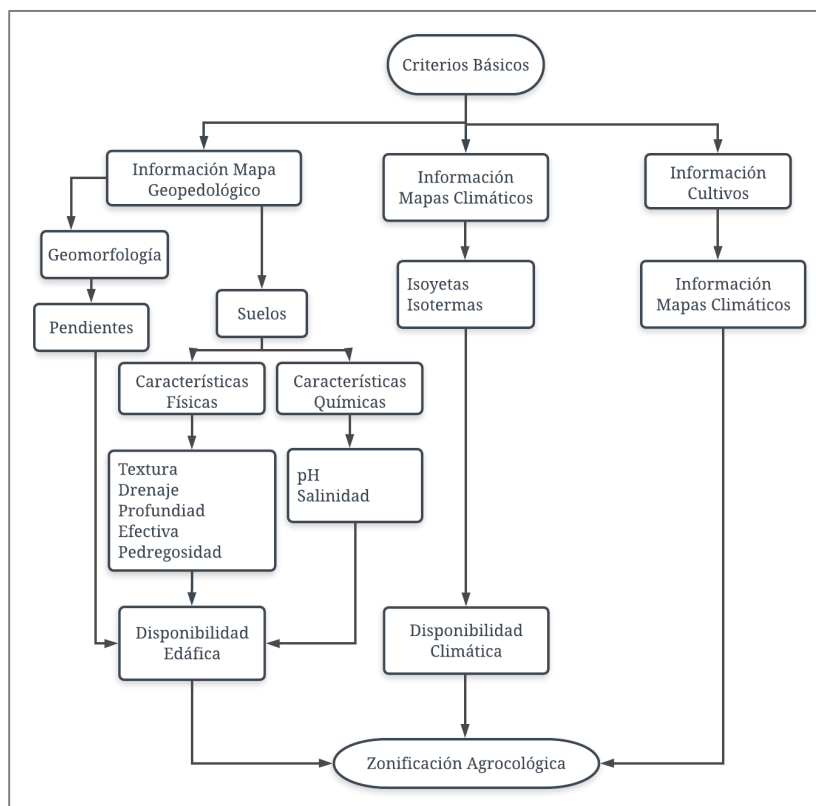 Criterios Básicos
Información Mapa
Geopedológico
Información
Mapas Climáticos
Información
Cultivos
Geomorfología
Isoyetas
Isotermas
Información
Mapas Climáticos
Pendientes
Suelos
Características
Físicas
Características
Químicas
Textura
Drenaje
Profundiad
Efectiva
Pedregosidad
pH
Salinidad
Disponibilidad
Edáfica
Disponibilidad
Climática
Zonificación Agrocológica